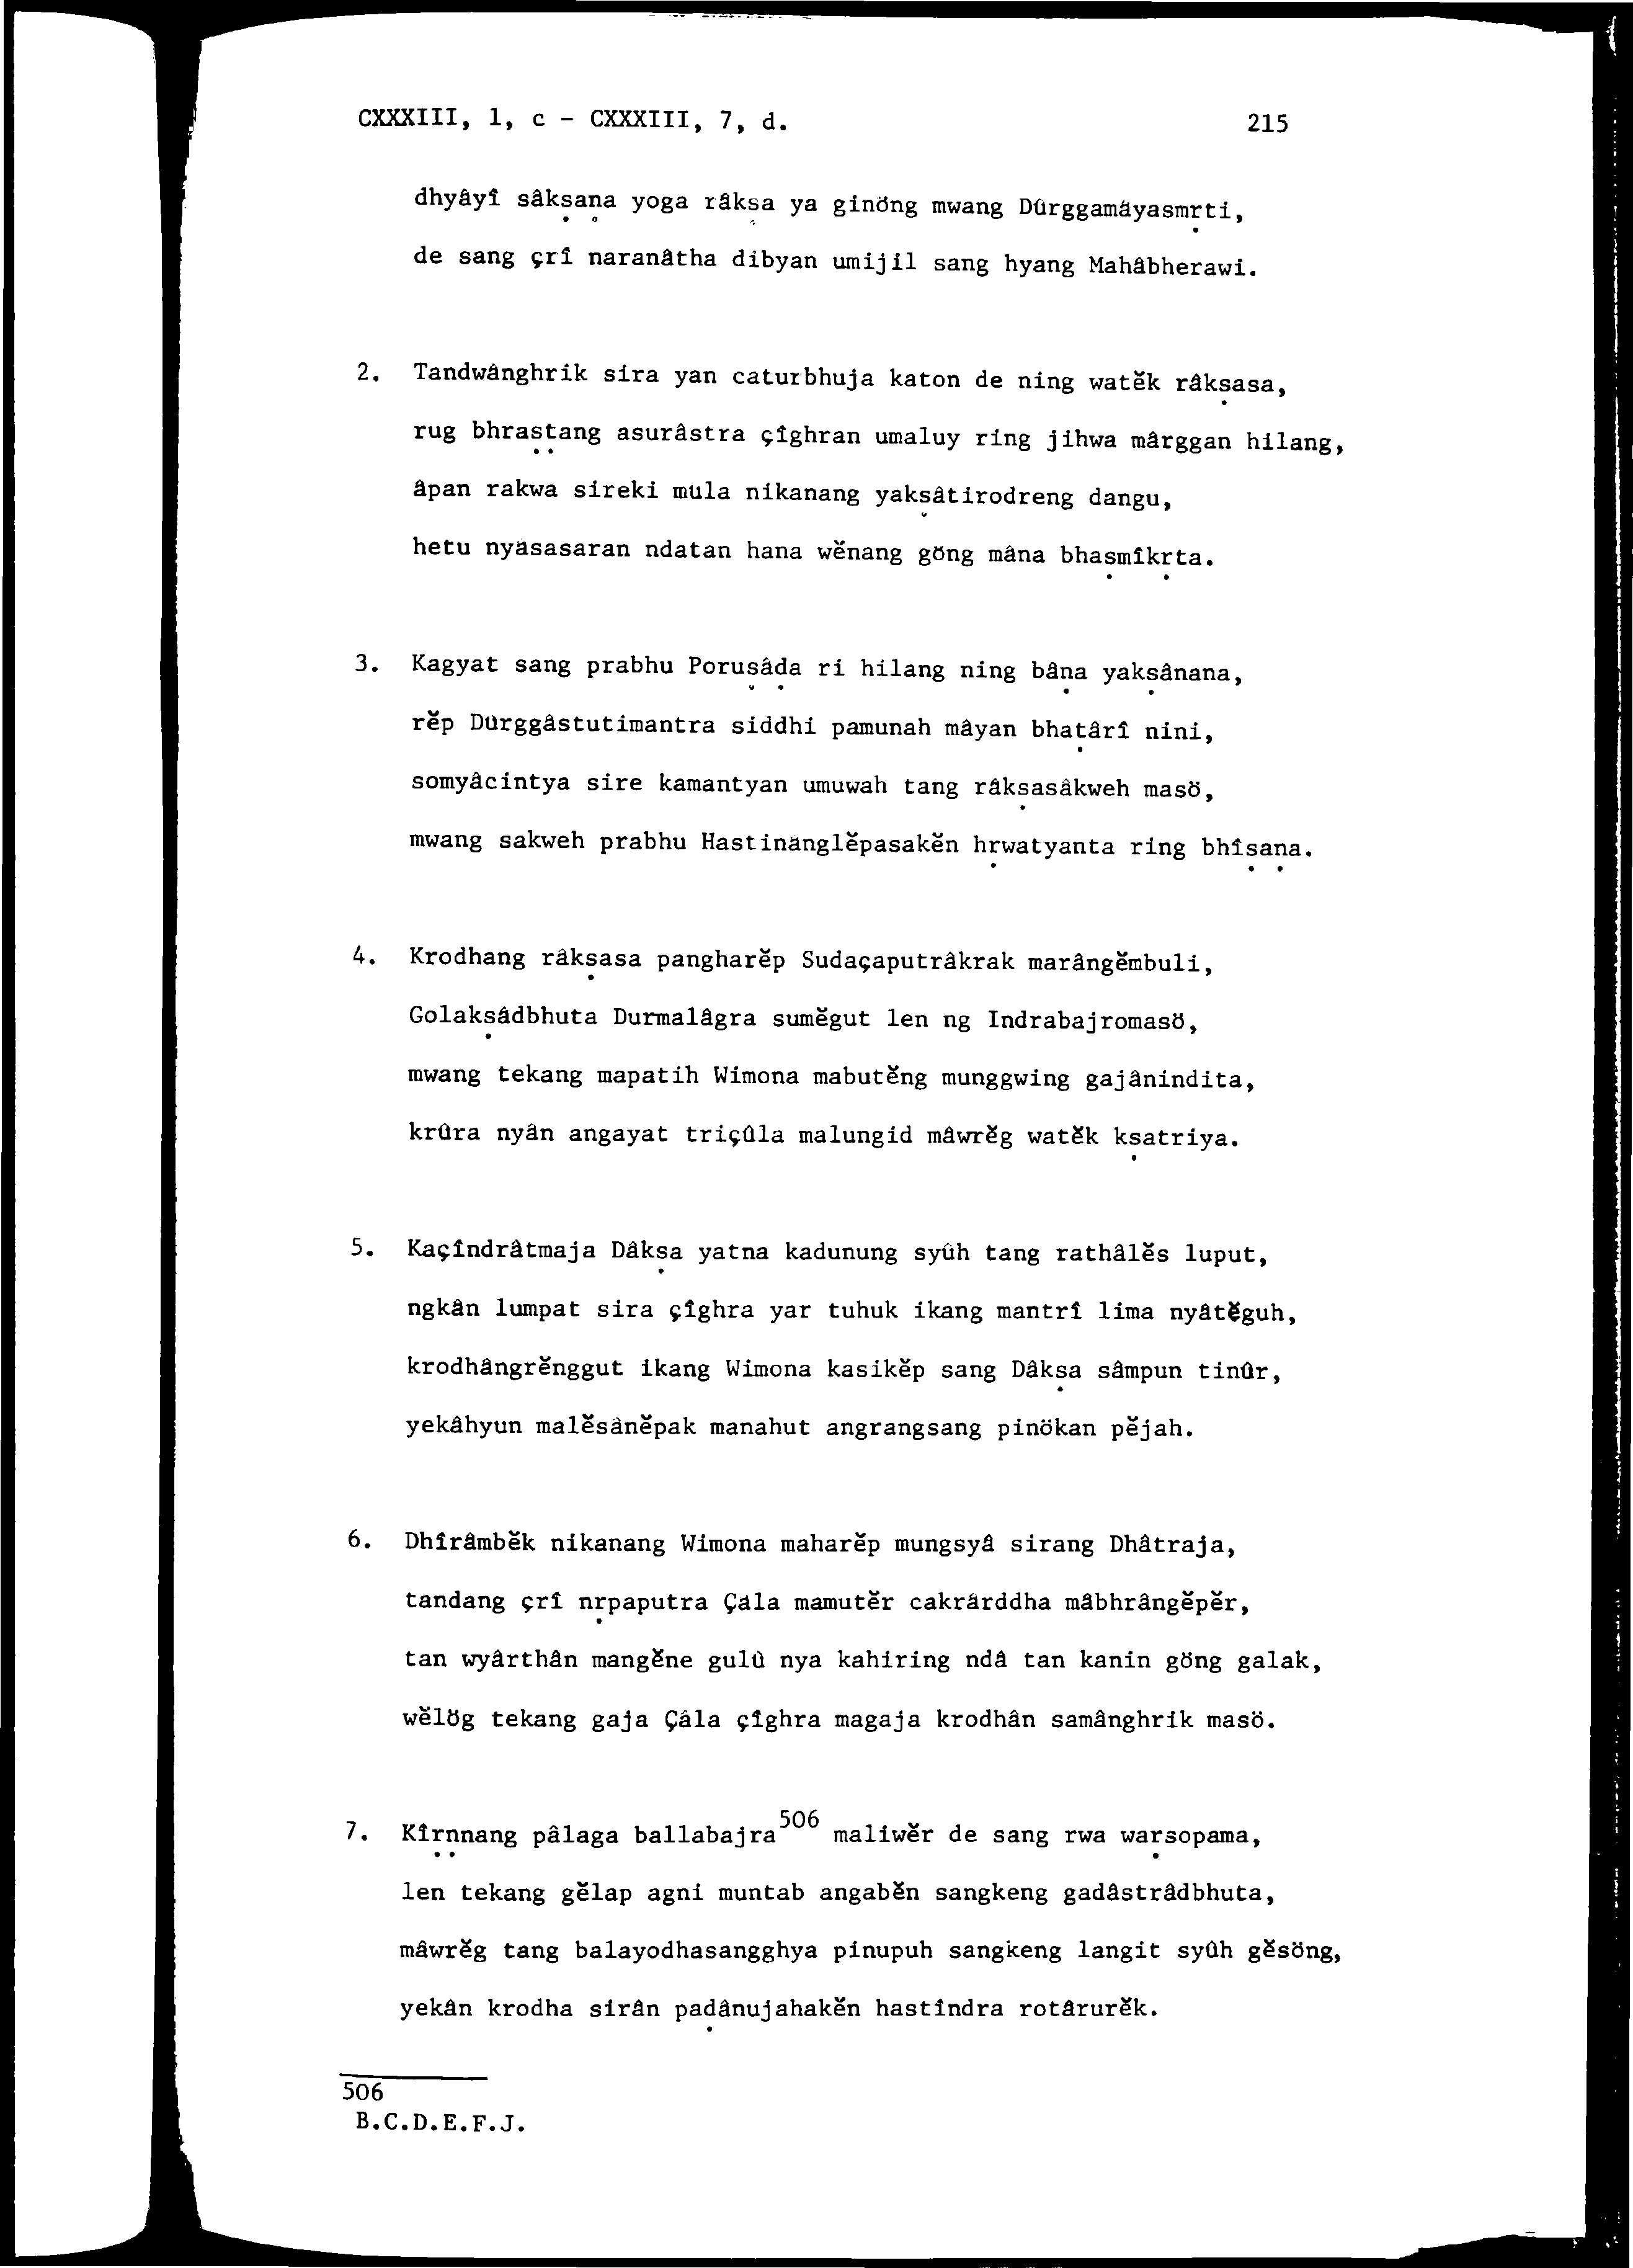 CXXXIII, 1, c - CXXXIII, 7, d. 215
dhyâyî sâkṣaṇa yoga râkṣa ya ginöng mwang Dûrggamâyasmṛti,
de sang çrî naranâtha dibyan umijil sang hyang Mahâbherawi.
2. Tandwânghrik sira yan caturbhuja katon de ning watĕk râkṣasa,
rug bhraṣṭang asurâstra çîghran umaluy ring jihwa mârggan hilang,
âpan rakwa sireki mula nikanang yakṣâtirodreng dangu,
hetu nyâsasaran ndatan hana wĕnang göng mâna bhaṣmîkṛta.
3. Kagyat sang prabhu Poruṣâḍa ri hilang ning bâṇa yakṣânana,
rĕp Dûrggâstutimantra siddhi pamunah mâyan bhaṭârî nini,
somyâcintya sire kamantyan umuwah tang râkṣasâkweh masö,
mwang sakweh prabhu Hastinânglĕpasakĕn hṛwatyanta ring bhîṣaṇa.
4. Krodhang râkṣasa pangharĕp Sudaçaputrâkrak marângĕmbuli,
Golakṣâdbhuta Durmalâgra sumĕgut len ng Indrabajromasö,
mwang tekang mapatih Wimona mabutĕng munggwing gajânindita,
krûra nyân angayat triçûla malungid mâwrĕg watĕk kṣatriya.
5. Kaçîndrâtmaja Dâkṣa yatna kadunung syûh tang rathâlĕs luput,
ngkân lumpat sira çîghra yar tuhuk ikang mantrî lima nyâtĕguh,
krodhângrĕnggut ikang Wimona kasikĕp sang Dâkṣa sâmpun tinûr,
yekâhyun malĕsânĕpak manahut angrangsang pinökan pĕjah.
6. Dhîrâmbĕk nikanang Wimona maharĕp mungsyâ sirang Dhâtraja,
tandang çrî nṛpaputra Çâla mamutĕr cakrârddha mâbhrângĕpĕr,
tan wyârthân mangĕne gulû nya kahiring ndâ tan kanin göng galak,
wĕlög tekang gaja Çâla çîghra magaja krodhân samânghrik masö.
7. Kîṛṇnang pâlaga ballabajra506 maliwĕr de sang rwa waṛsopama,
len tekang gĕlap agni muntab angabĕn sangkeng gadâstrâdbhuta,
mâwrĕg tang balayodhasangghya pinupuh sangkeng langit syûh gĕsöng,
yekân krodha sirân paḍânujahakĕn hastîndra rotârurĕk.
506
B.C.D.E.F.J.